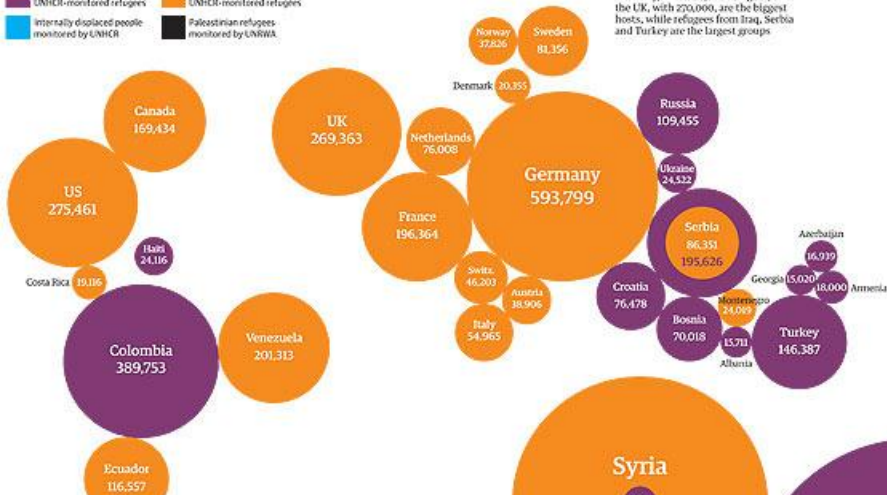 UNHCR-monitored refugees
UNHCR-monitored refugees
Internally displaced people
monitored by UNHCR
Paleastinian refugees
monitored by UNRWA
the UK, with 270,000, are the biggest
hosts, while refugees from Iraq, Serbia
and Turkey are the largest groups
Norway
37,826
Sweden
81,356
Denmark
20,355
Canada
169,434
UK
269,363
Netherlands
76,008
Germany
593,799
Russia
109,455
Ukraine
24,522
US
275,461
France
196,364
Serbia
86,351
195,626
Haiti
24,116
Costa Rica
19,116
Switz.
46,203
Austria
38,906
Italy
54,965
Croatia
76,478
Bosnia
70,018
Montenegro
24,019
Albania
15,711
Azerbaijan
16,939
Georgia
15,020
18,000
Armenia
Turkey
146,387
Colombia
389,753
Venezuela
201,313
Ecuador
116,557
Syria